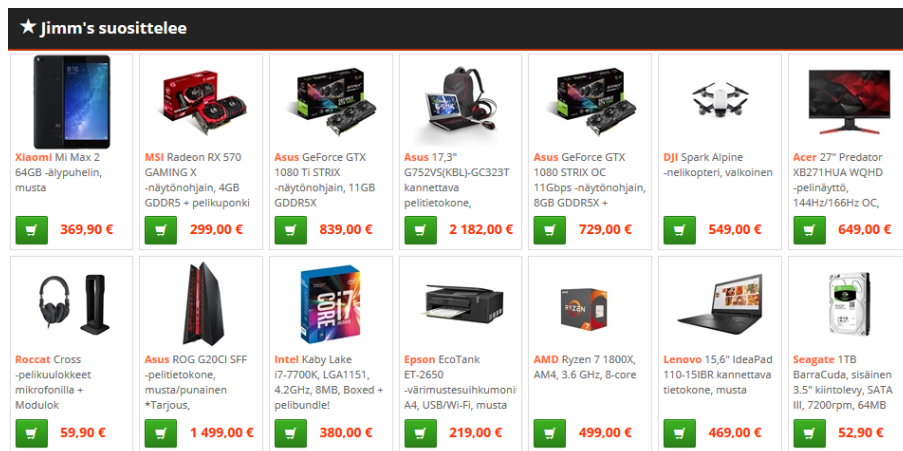 ★ Jimm's suosittelee
Xiaomi Mi Max 2
64GB -älypuhelin,
musta
369,90 €
MSI Radeon RX 570
GAMING X
-näytönohjain, 4GB
GDDR5 + pelikuponki
299,00 €
Asus GeForce GTX
1080 Ti STRIX
-näytönohjain, 11GB
GDDR5X
839,00 €
Asus 17,3"
G752VS(KBL)-GC323T
kannettava
pelitietokone,
2 182,00 €
Asus GeForce GTX
1080 STRIX OC
11Gbps -näytönohjain,
8GB GDDR5X +
729,00 €
DJI Spark Alpine
-nelikopteri, valkoinen
549,00 €
Acer 27" Predator
XB271HUA WQHD
-pelinäyttö,
144Hz/166Hz OC,
649,00 €
Roccat Cross
-pelikuulokkeet
mikrofonilla +
Modulok
59,90 €
Asus ROG G20CI SFF
-pelitietokone,
musta/punainen
*Tarjous,
1 499,00 €
CORE i7
Intel Kaby Lake
i7-7700K, LGA1151,
4.2GHz, 8MB, Boxed +
pelibundle!
380,00 €
Epson EcoTank
ET-2650
-värimustesuihkumoni
A4, USB/Wi-Fi, musta
219,00 €
RYZEN
AMD Ryzen 7 1800X,
AM4, 3.6 GHz, 8-core
499,00 €
Lenovo 15,6" IdeaPad
110-15IBR kannettava
tietokone, musta
469,00 €
Seagate 1TB
BarraCuda, sisäinen
3.5" kiintolevy, SATA
III, 7200rpm, 64MB
52,90 €